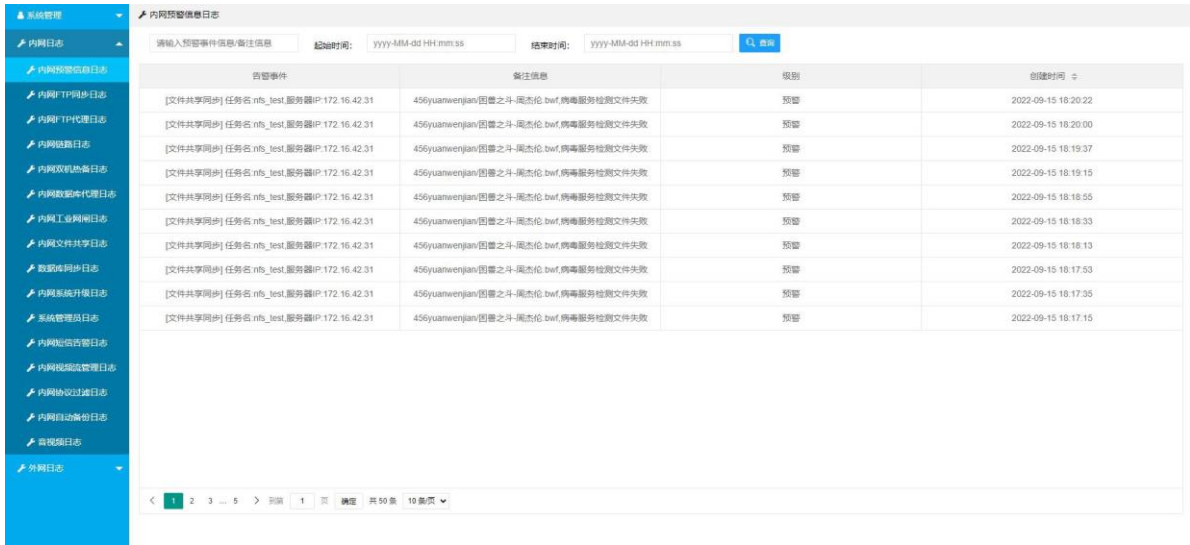 系统管理
内网日志
内网预警信息日志
内网FTP同步日志
内网FTP代理日志
内网链路日志
内网双机热备日志
内网数据库代理日志
内网工业网闸日志
内网文件共享日志
数据库同步日志
内网系统升级日志
系统管理员日志
内网短信告警日志
内网视频流管理日志
内网协议过滤日志
内网自动备份日志
音视频日志
外网日志
内网预警信息日志
请输入预警事件信息/备注信息 起始时间: yyyy-MM-dd HH:mm:ss 结束时间: yyyy-MM-dd HH:mm:ss 查询
告警事件 备注信息 级别 创建时间
[文件共享同步] 任务名:nfs_test,服务器IP:172.16.42.31 456yuanwenjian/困兽之斗-周杰伦.bwf,病毒服务检测文件失败 预警 2022-09-15 18:20:22
[文件共享同步] 任务名:nfs_test,服务器IP:172.16.42.31 456yuanwenjian/困兽之斗-周杰伦.bwf,病毒服务检测文件失败 预警 2022-09-15 18:20:00
[文件共享同步] 任务名:nfs_test,服务器IP:172.16.42.31 456yuanwenjian/困兽之斗-周杰伦.bwf,病毒服务检测文件失败 预警 2022-09-15 18:19:37
[文件共享同步] 任务名:nfs_test,服务器IP:172.16.42.31 456yuanwenjian/困兽之斗-周杰伦.bwf,病毒服务检测文件失败 预警 2022-09-15 18:19:15
[文件共享同步] 任务名:nfs_test,服务器IP:172.16.42.31 456yuanwenjian/困兽之斗-周杰伦.bwf,病毒服务检测文件失败 预警 2022-09-15 18:18:55
[文件共享同步] 任务名:nfs_test,服务器IP:172.16.42.31 456yuanwenjian/困兽之斗-周杰伦.bwf,病毒服务检测文件失败 预警 2022-09-15 18:18:33
[文件共享同步] 任务名:nfs_test,服务器IP:172.16.42.31 456yuanwenjian/困兽之斗-周杰伦.bwf,病毒服务检测文件失败 预警 2022-09-15 18:18:13
[文件共享同步] 任务名:nfs_test,服务器IP:172.16.42.31 456yuanwenjian/困兽之斗-周杰伦.bwf,病毒服务检测文件失败 预警 2022-09-15 18:17:53
[文件共享同步] 任务名:nfs_test,服务器IP:172.16.42.31 456yuanwenjian/困兽之斗-周杰伦.bwf,病毒服务检测文件失败 预警 2022-09-15 18:17:35
[文件共享同步] 任务名:nfs_test,服务器IP:172.16.42.31 456yuanwenjian/困兽之斗-周杰伦.bwf,病毒服务检测文件失败 预警 2022-09-15 18:17:15
1 2 3 … 5 到第 1 页 确定 共 50 条 10 条/页